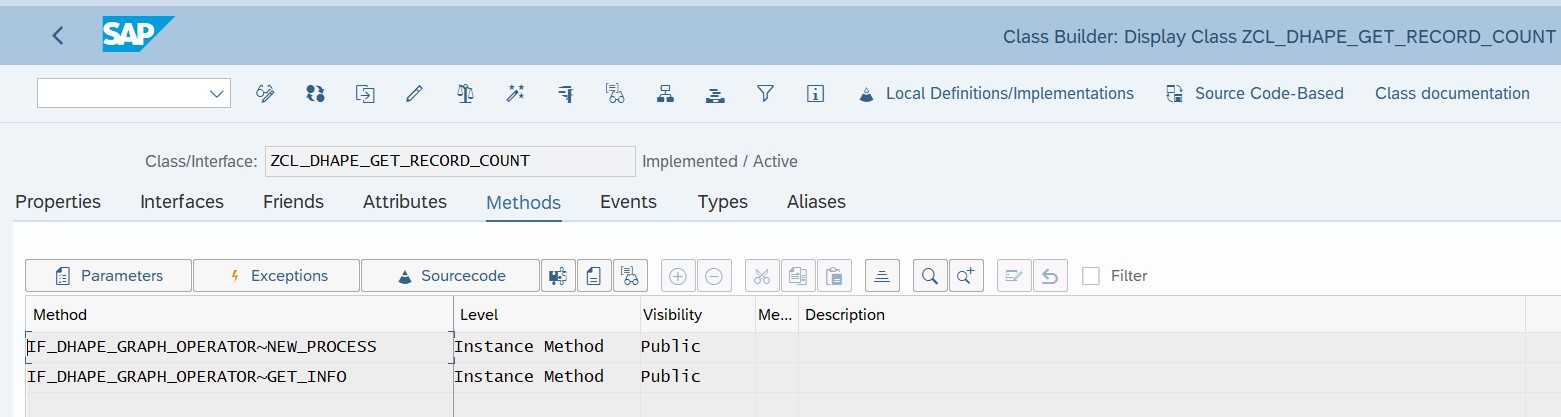 SAP Class Builder: Display Class ZCL_DHAPE_GET_RECORD_COUNT
Local Definitions/Implementations Source Code-Based Class documentation
Class/Interface: ZCL_DHAPE_GET_RECORD_COUNT Implemented / Active
Properties Interfaces Friends Attributes Methods Events Types Aliases
Parameters Exceptions Sourcecode Filter
Method Level Visibility Me... Description
IF_DHAPE_GRAPH_OPERATOR~NEW_PROCESS Instance Method Public
IF_DHAPE_GRAPH_OPERATOR~GET_INFO Instance Method Public